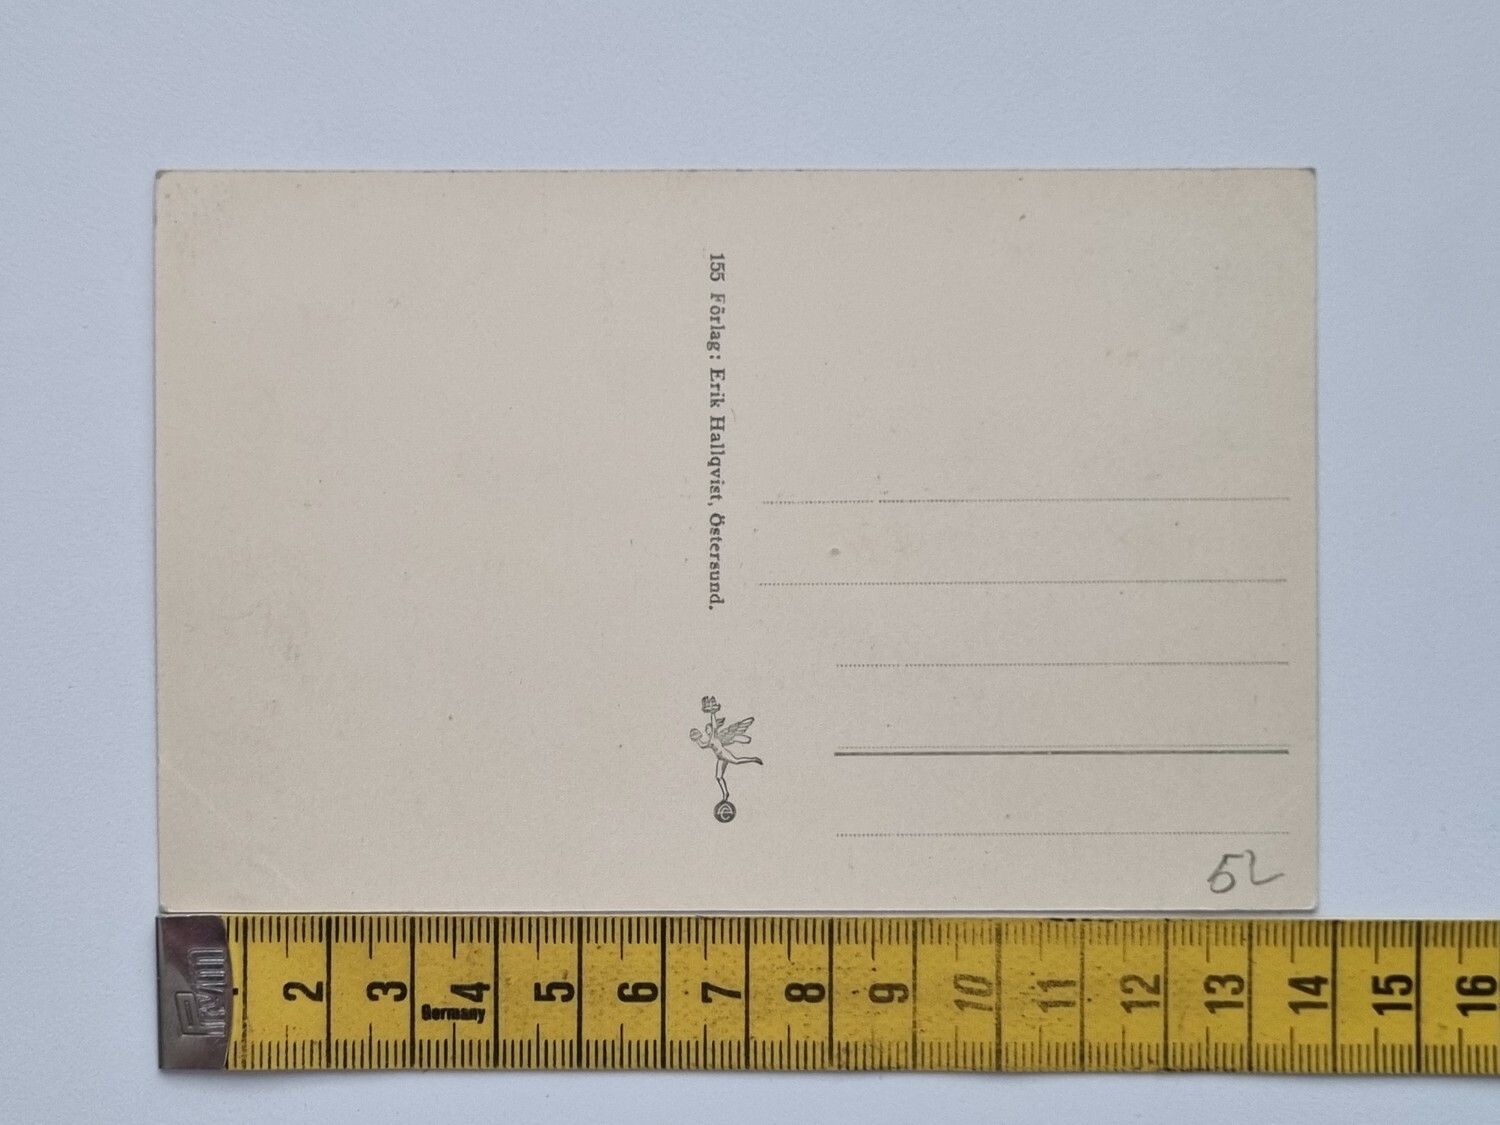 155 Förlag: Erik Hallqvist, Östersund.
52
2 3 4 5 6 7 8 9 10 11 12 13 14 15 16
Germany